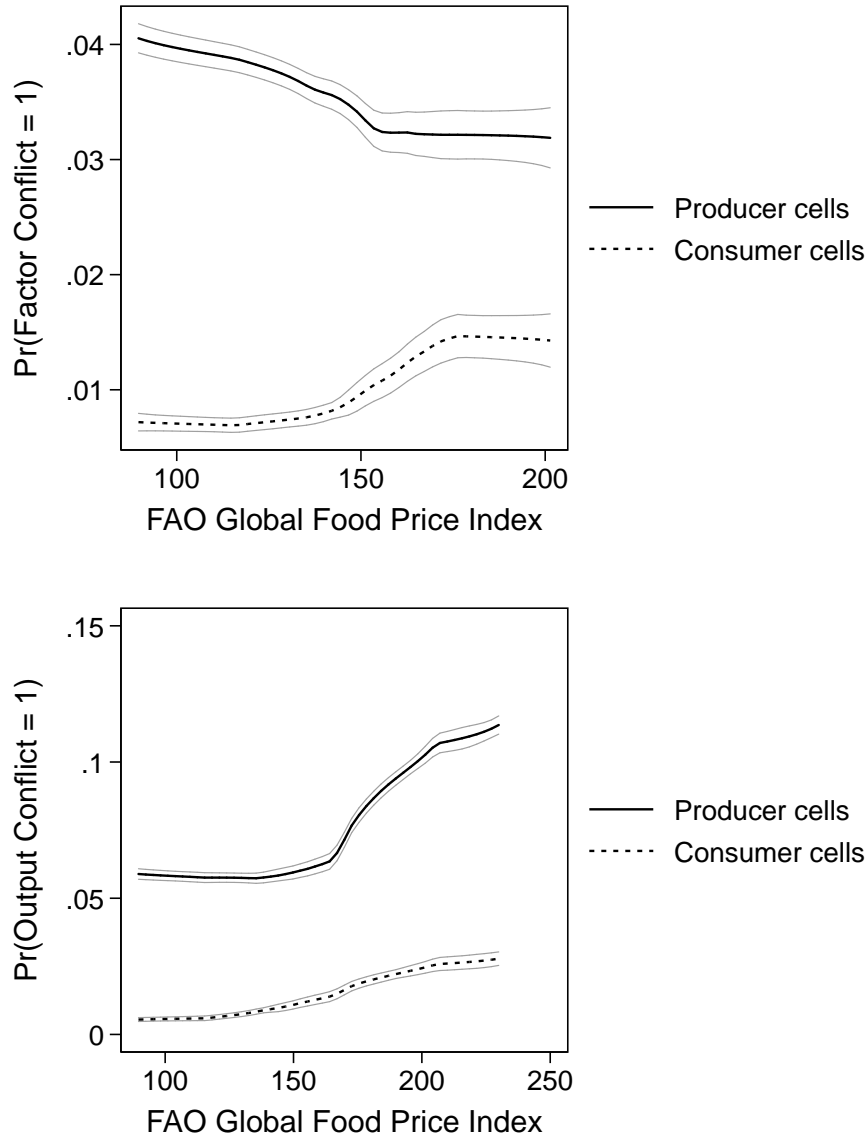 .04
.03
.02
.01
Pr(Factor Conflict = 1)
100 150 200
FAO Global Food Price Index
Producer cells
Consumer cells
.15
.1
.05
0
Pr(Output Conflict = 1)
100 150 200 250
FAO Global Food Price Index
Producer cells
Consumer cells